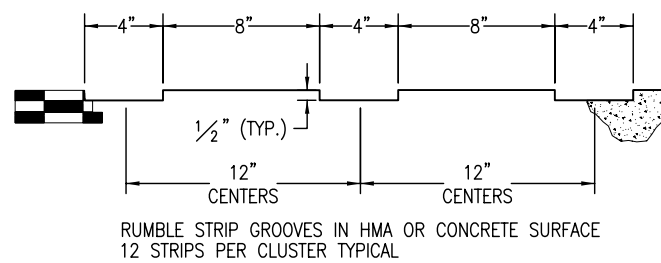 4" 8" 4" 8" 4"
1/2" (TYP.)
12" 12"
CENTERS CENTERS
RUMBLE STRIP GROOVES IN HMA OR CONCRETE SURFACE
12 STRIPS PER CLUSTER TYPICAL